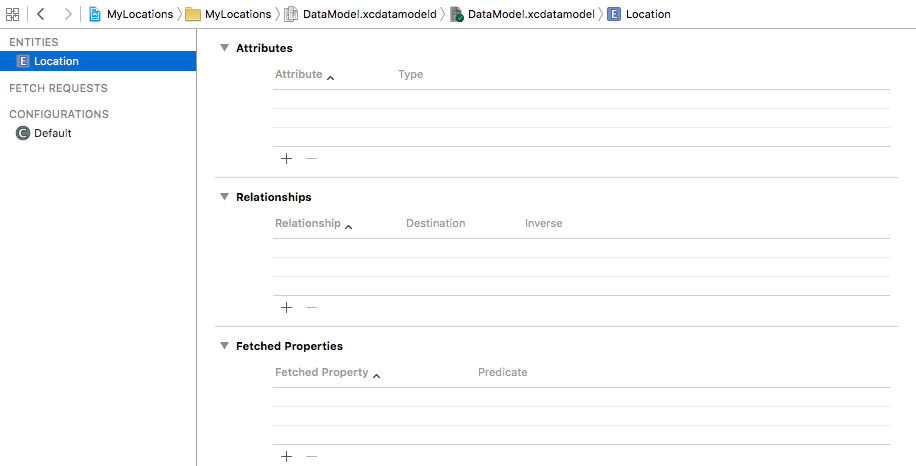 MyLocations MyLocations DataModel.xcdatamodeld DataModel.xcdatamodel E Location
ENTITIES
E Location
FETCH REQUESTS
CONFIGURATIONS
C Default
Attributes
Attribute Type
Relationships
Relationship Destination Inverse
Fetched Properties
Fetched Property Predicate